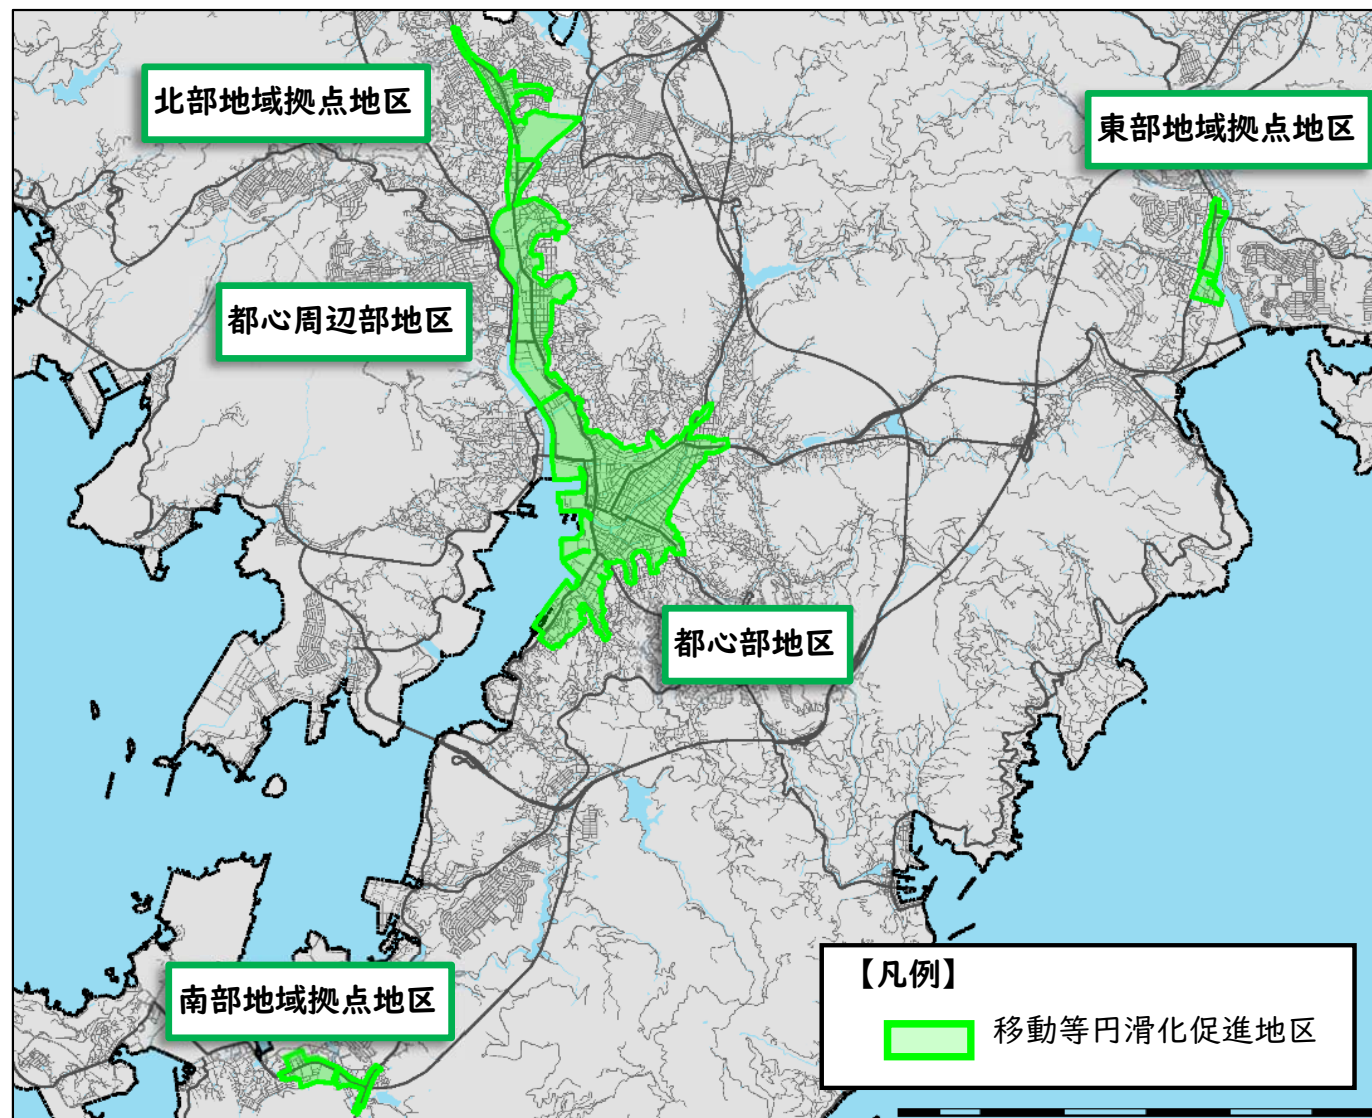 北部地域拠点地区
東部地域拠点地区
都心周辺部地区
都心部地区
南部地域拠点地区
【凡例】
移動等円滑化促進地区